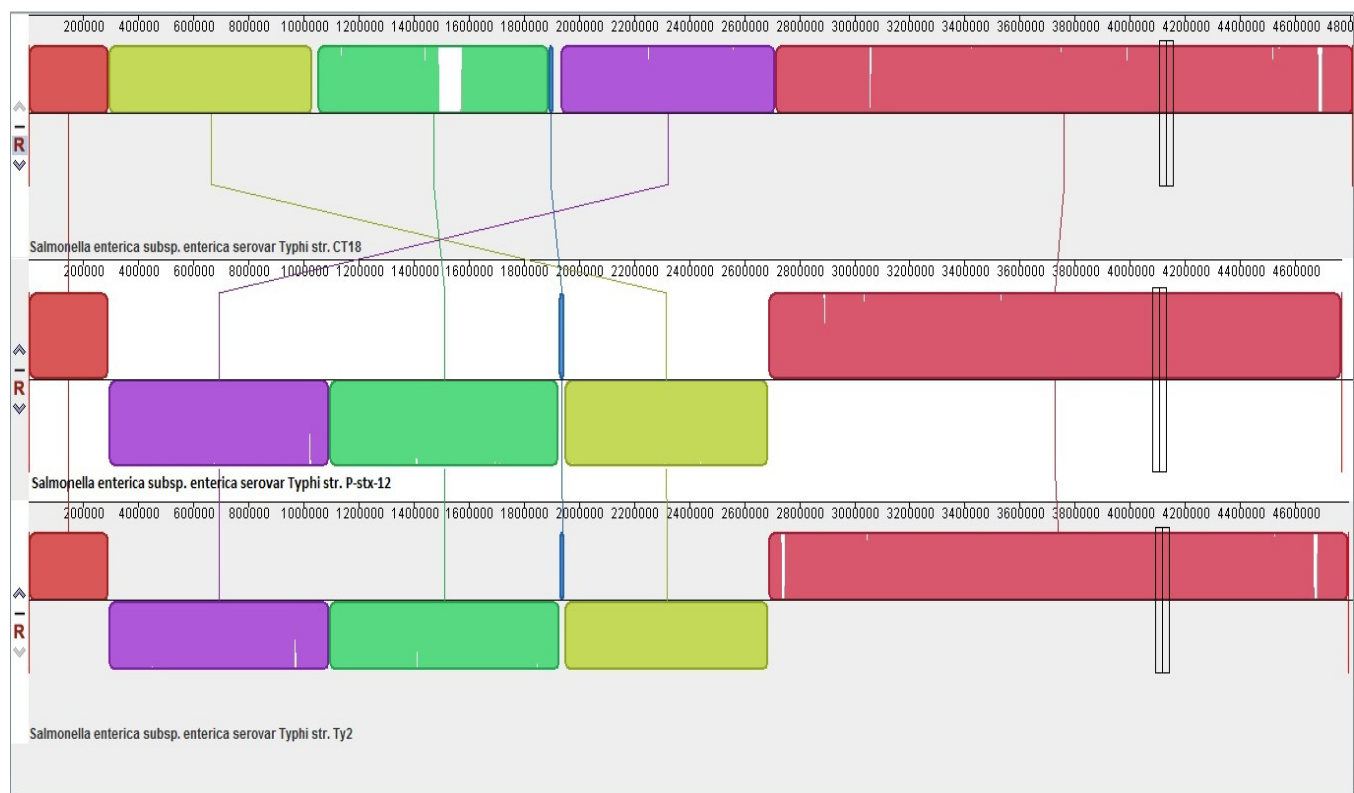 200000 400000 600000 800000 1000000 1200000 1400000 1600000 1800000 2000000 2200000 2400000 2600000 2800000 3000000 3200000 3400000 3600000 3800000 4000000 4200000 4400000 4600000 4800
R
Salmonella enterica subsp. enterica serovar Typhi str. CT18
200000 400000 600000 800000 1000000 1200000 1400000 1600000 1800000 2000000 2200000 2400000 2600000 2800000 3000000 3200000 3400000 3600000 3800000 4000000 4200000 4400000 4600000
R
Salmonella enterica subsp. enterica serovar Typhi str. P-stx-12
200000 400000 600000 800000 1000000 1200000 1400000 1600000 1800000 2000000 2200000 2400000 2600000 2800000 3000000 3200000 3400000 3600000 3800000 4000000 4200000 4400000 4600000
R
Salmonella enterica subsp. enterica serovar Typhi str. Ty2